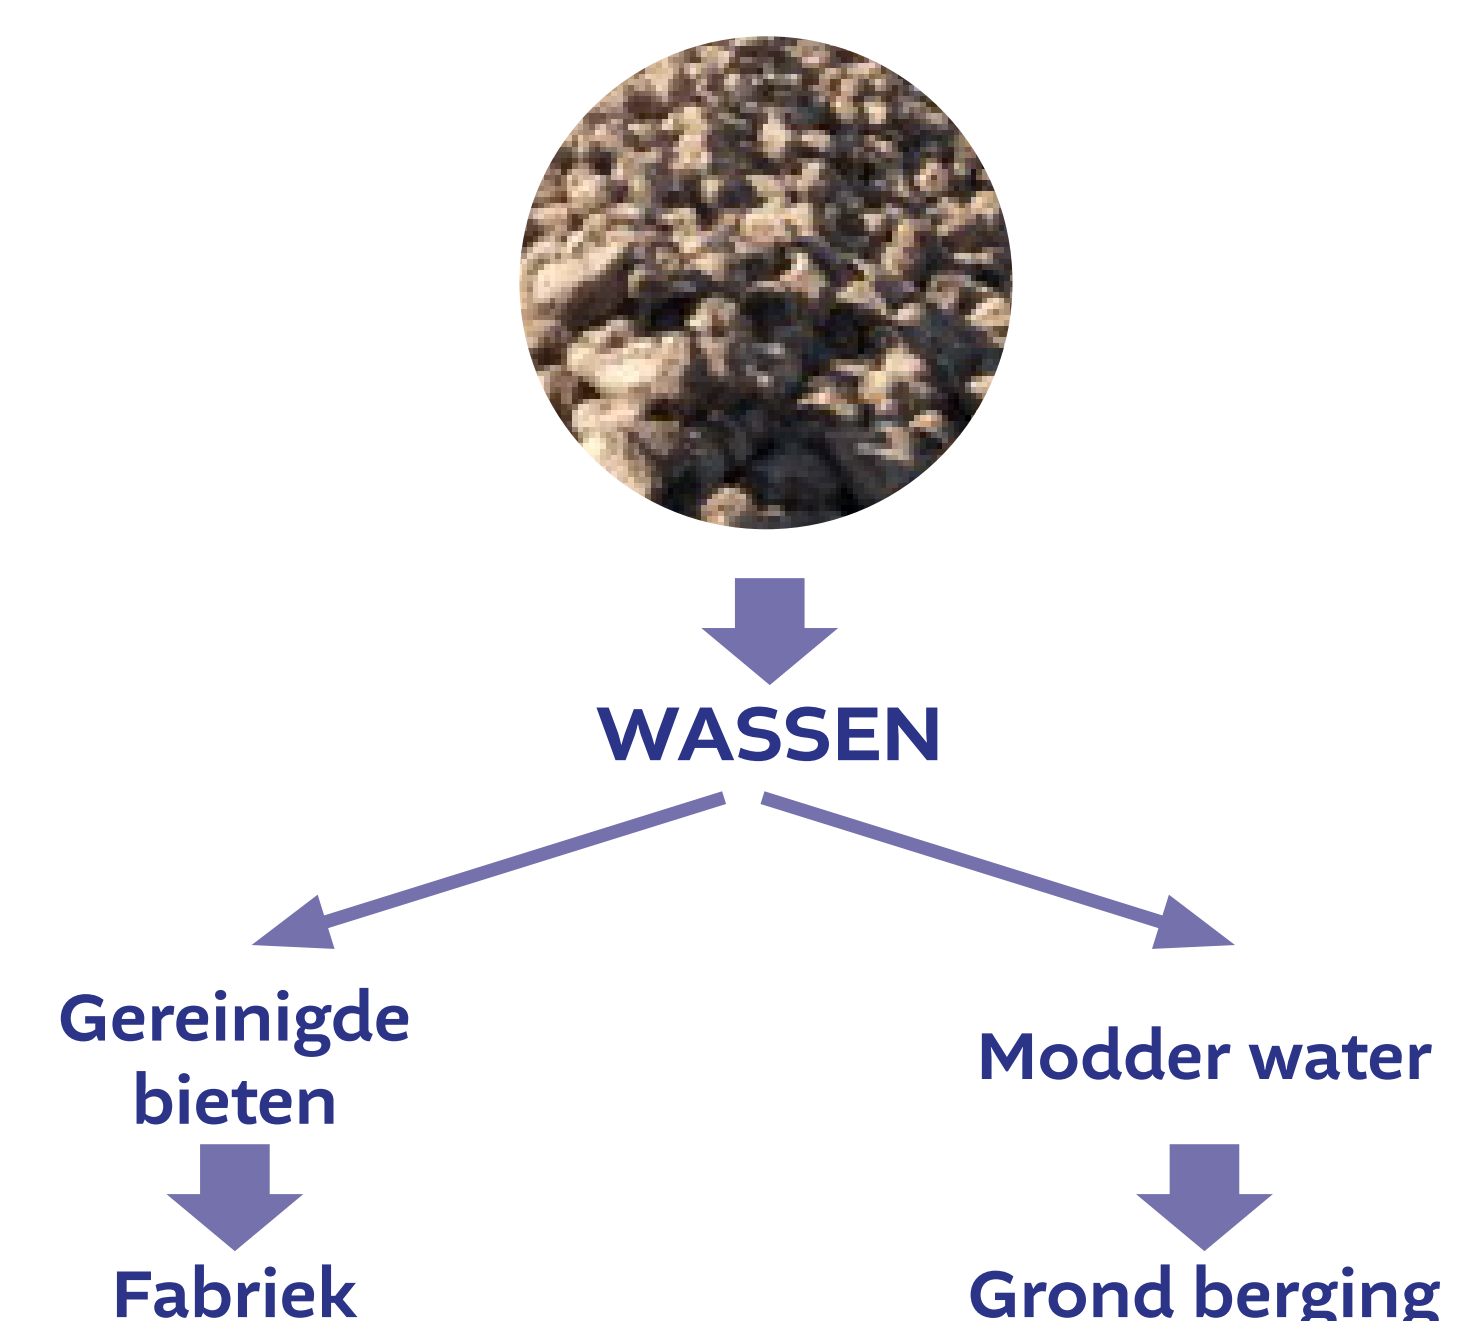 WASSEN
Gereinigde
bieten
Modder water
Fabriek
Grond berging